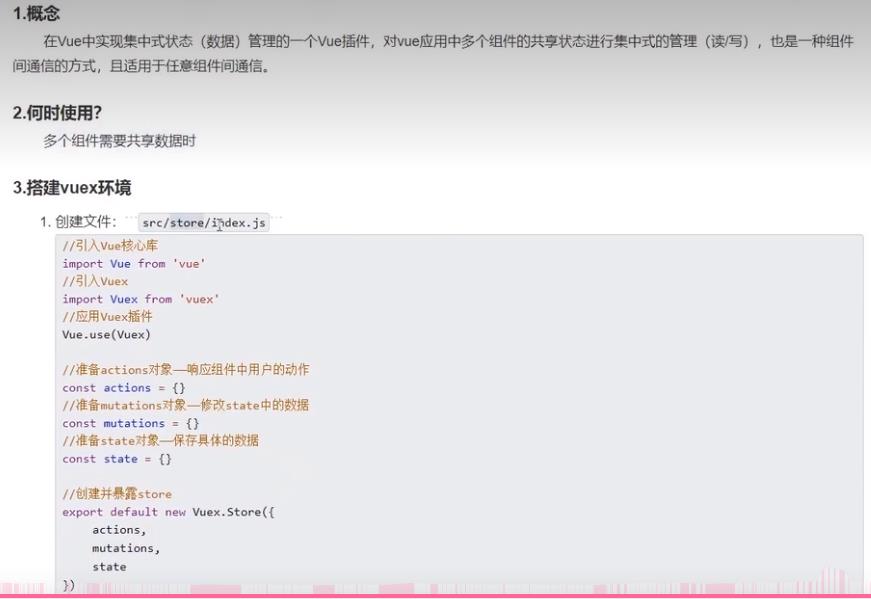 1.概念
在Vue中实现集中式状态（数据）管理的一个Vue插件，对vue应用中多个组件的共享状态进行集中式的管理（读/写），也是一种组件
间通信的方式，且适用于任意组件间通信。
2.何时使用？
多个组件需要共享数据时
3.搭建vuex环境
1. 创建文件： src/store/index.js
//引入Vue核心库
import Vue from 'vue'
//引入Vuex
import Vuex from 'vuex'
//应用Vuex插件
Vue.use(Vuex)
//准备actions对象——响应组件中用户的动作
const actions = {}
//准备mutations对象——修改state中的数据
const mutations = {}
//准备state对象——保存具体的数据
const state = {}
//创建并暴露store
export default new Vuex.Store({
actions,
mutations,
state
})